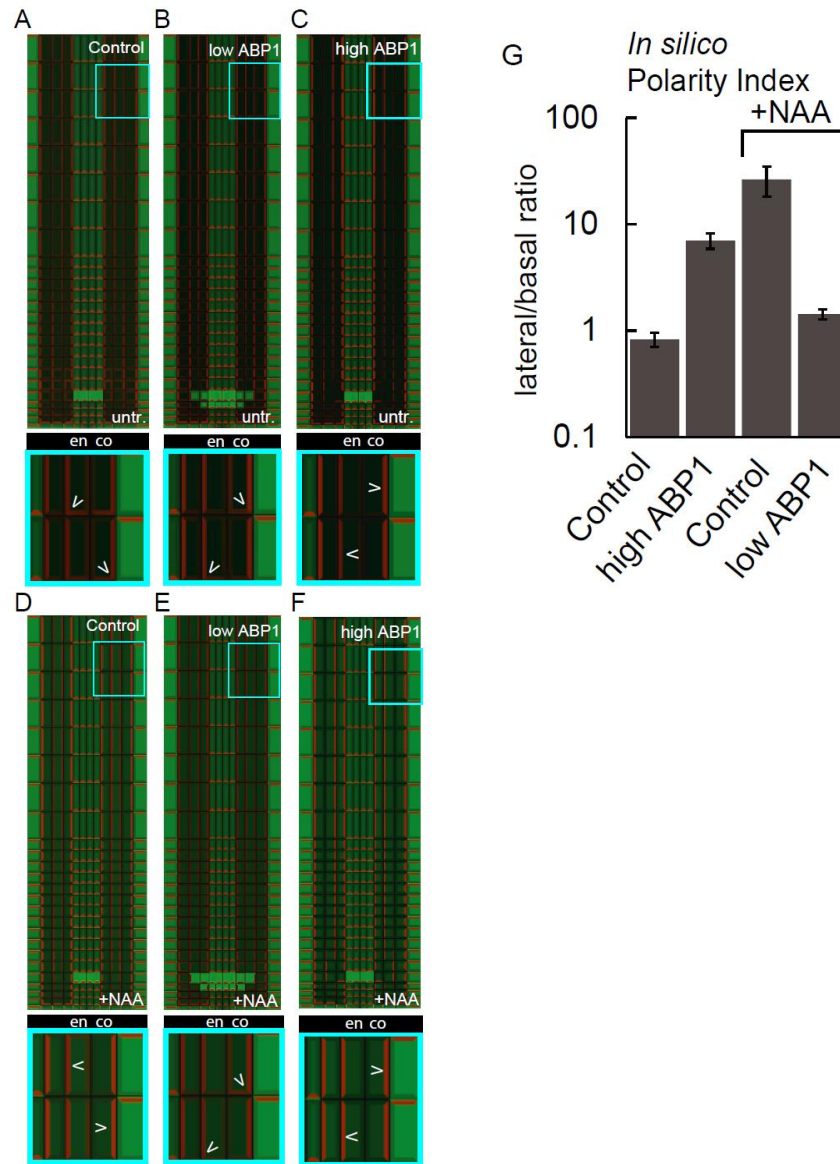 A
B
C
Control
low ABP1
high ABP1
untr.
untr.
untr.
en co
en co
en co
D
E
F
Control
low ABP1
high ABP1
+NAA
+NAA
+NAA
en co
en co
en co
G
In silico
Polarity Index
+NAA
lateral/basal ratio
100
10
1
0.1
Control
high ABP1
Control
low ABP1